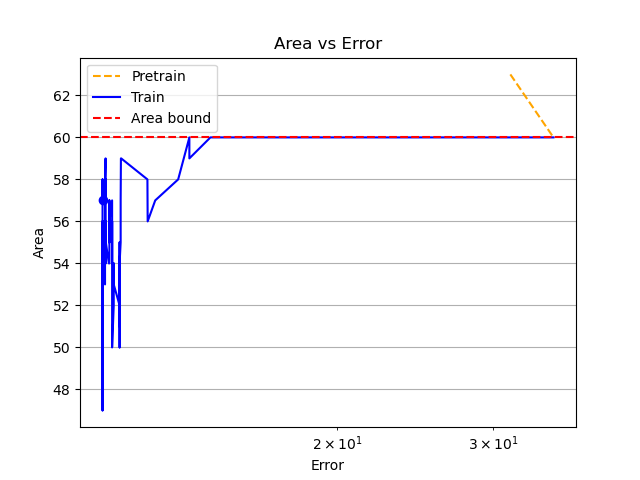 Area vs Error
Pretrain
Train
Area bound
62
60
58
56
54
52
50
48
Area
2 × 10¹
3 × 10¹
Error